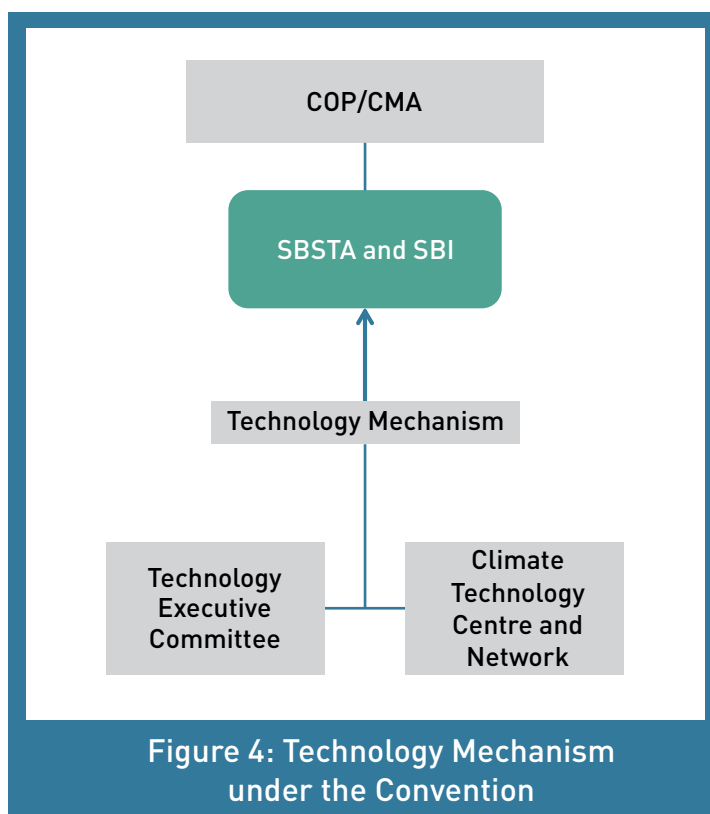 COP/CMA
SBSTA and SBI
Technology Mechanism
Technology
Executive
Committee
Climate
Technology
Centre and
Network
Figure 4: Technology Mechanism
under the Convention